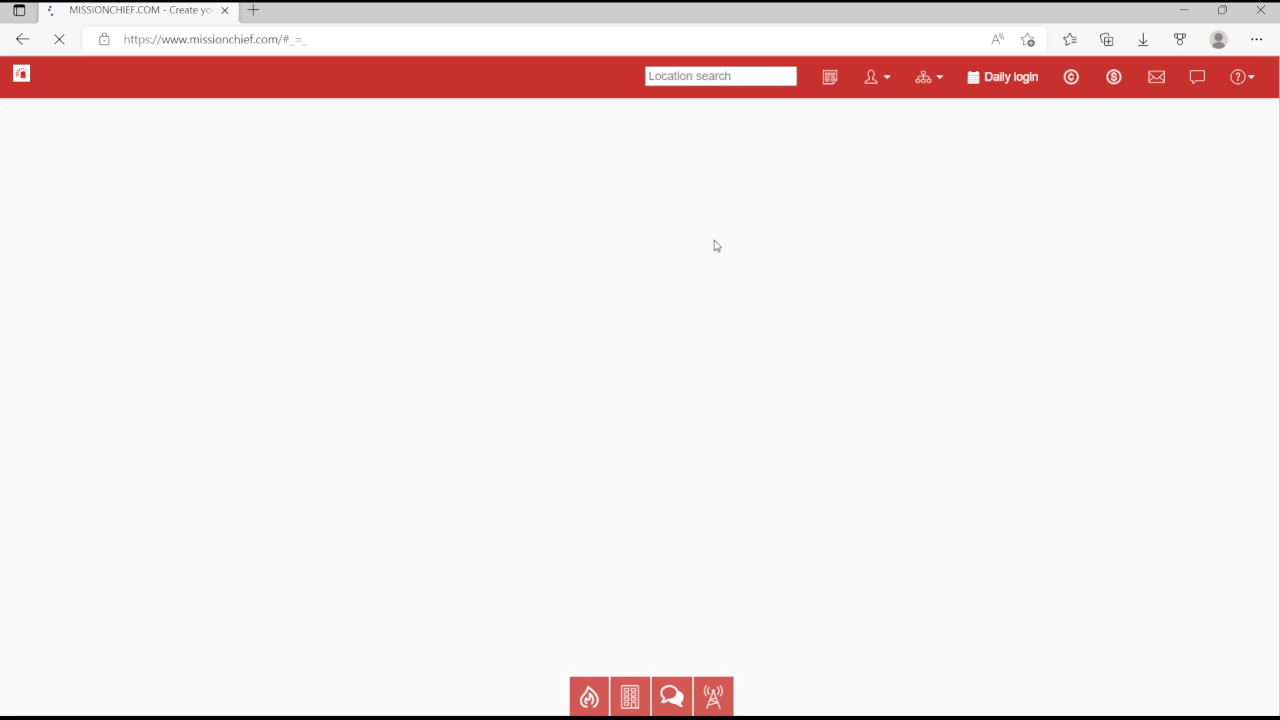 MISSIONCHIEF.COM - Create yo
https://www.missionchief.com/#_=_
Location search
Daily login